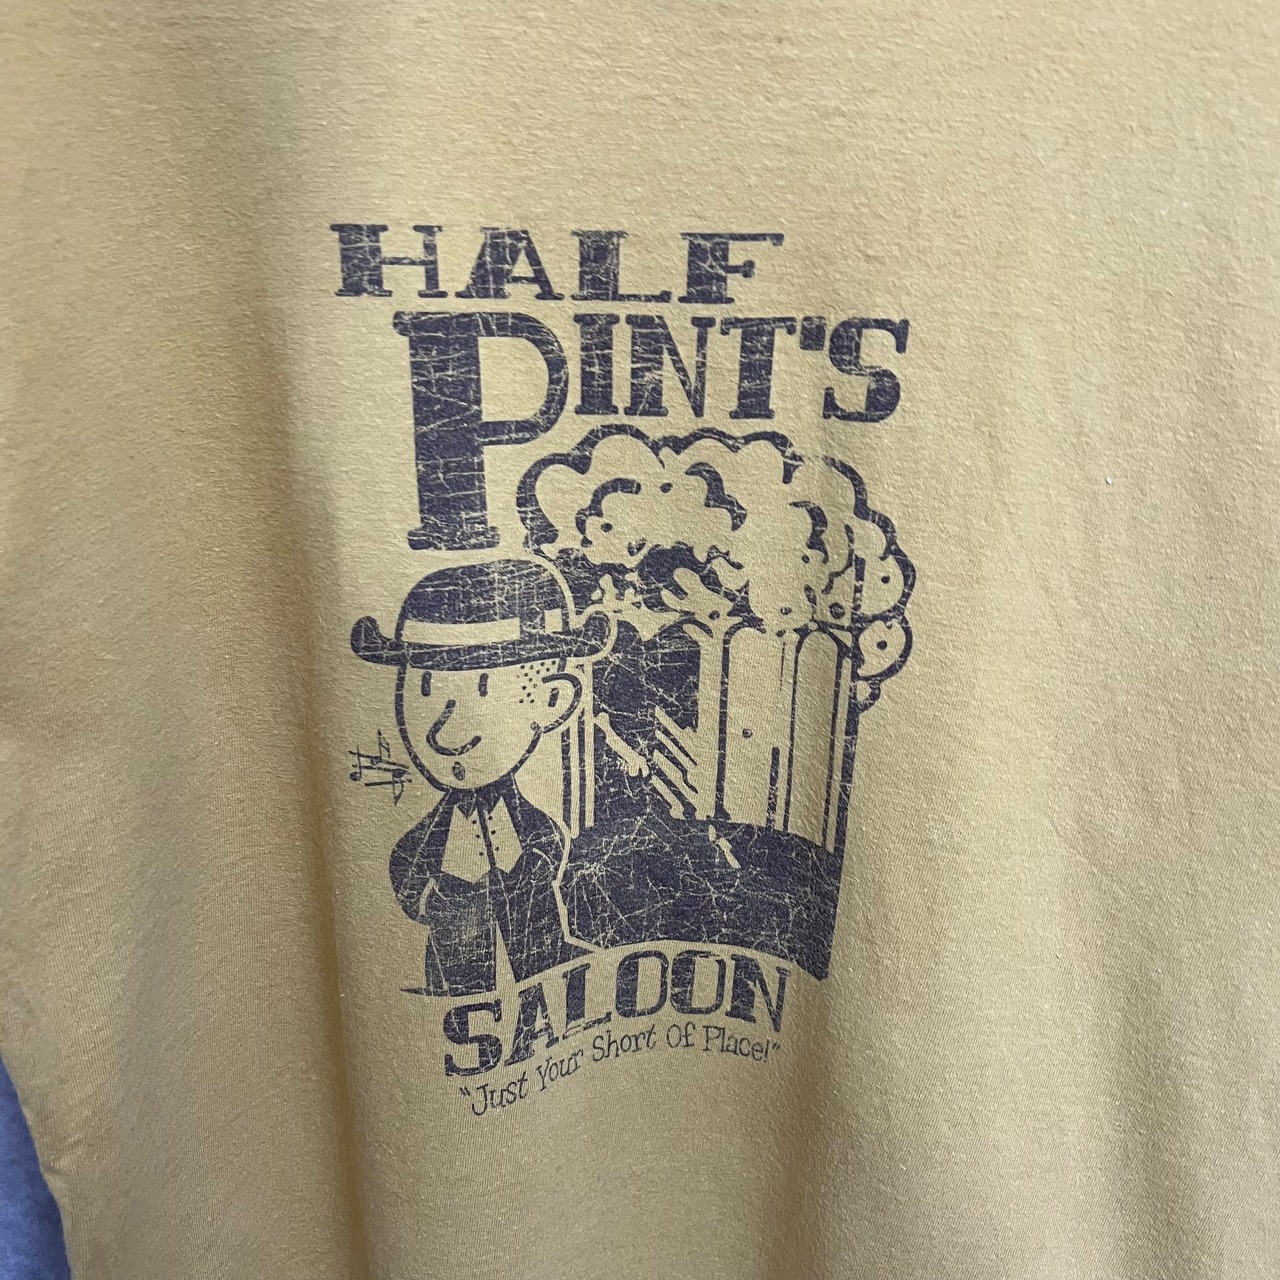 HALF
PINT'S
SALOON
"Just Your Short Of Place!"